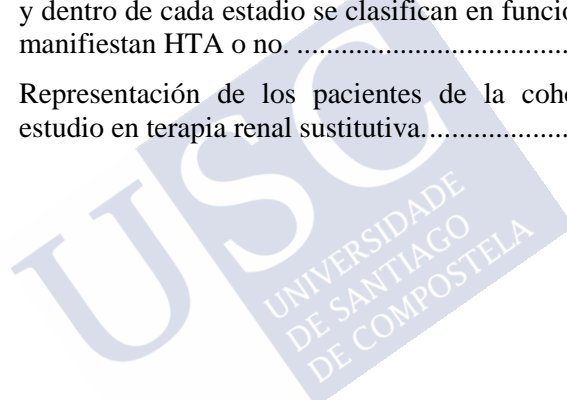 y dentro de cada estadio se clasifican en funció
manifiestan HTA o no. ....................................
Representación de los pacientes de la coh
estudio en terapia renal sustitutiva...................
USC
UNIVERSIDADE
DE SANTIAGO
DE COMPOSTELA